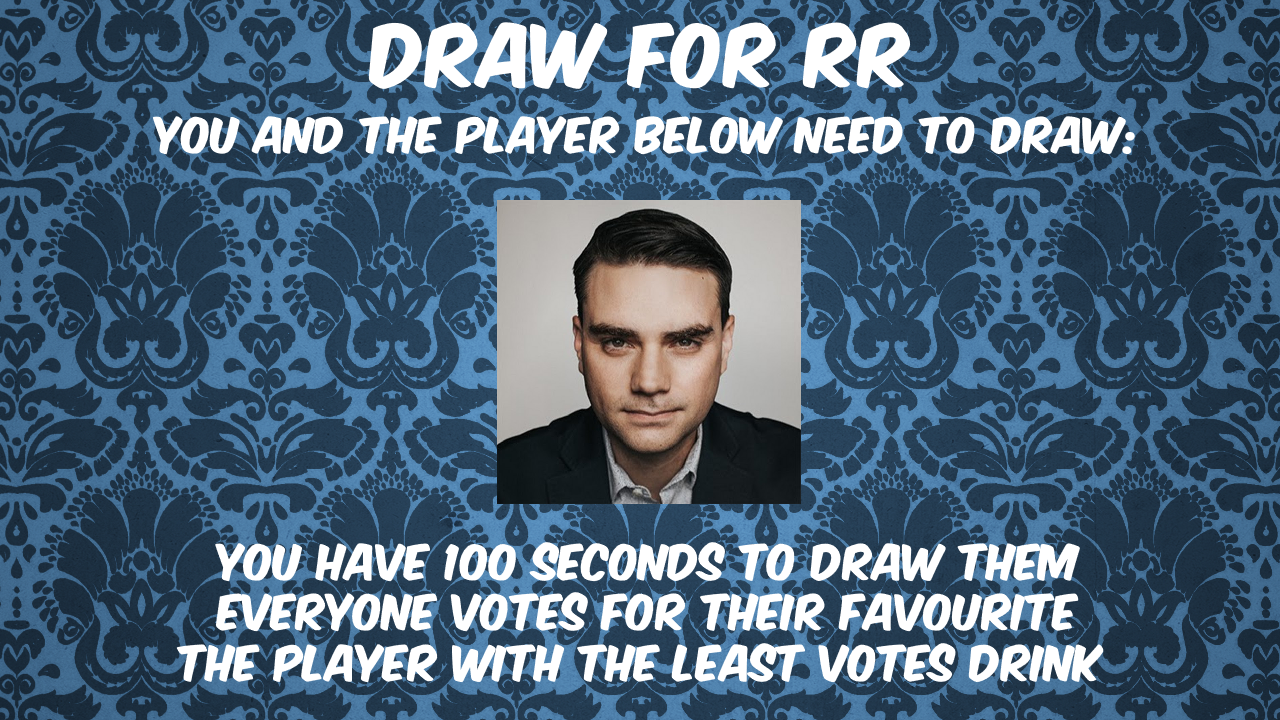 DRAW FOR RR
YOU AND THE PLAYER BELOW NEED TO DRAW:
YOU HAVE 100 SECONDS TO DRAW THEM
EVERYONE VOTES FOR THEIR FAVOURITE
THE PLAYER WITH THE LEAST VOTES DRINK